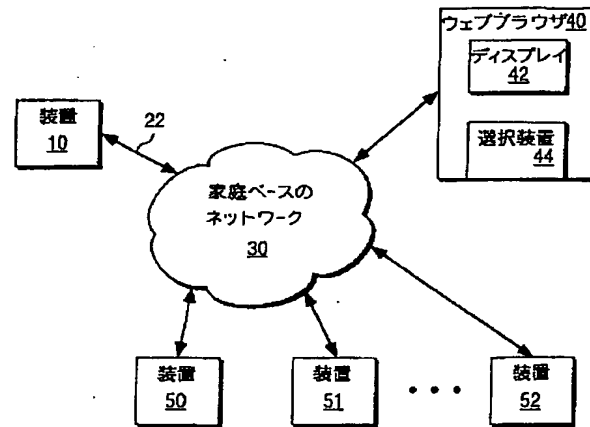 ウェブブラウザ40
ディスプレイ
42
選択装置
44
装置
10
22
家庭ベースの
ネットワーク
30
装置
50
装置
51
• • •
装置
52